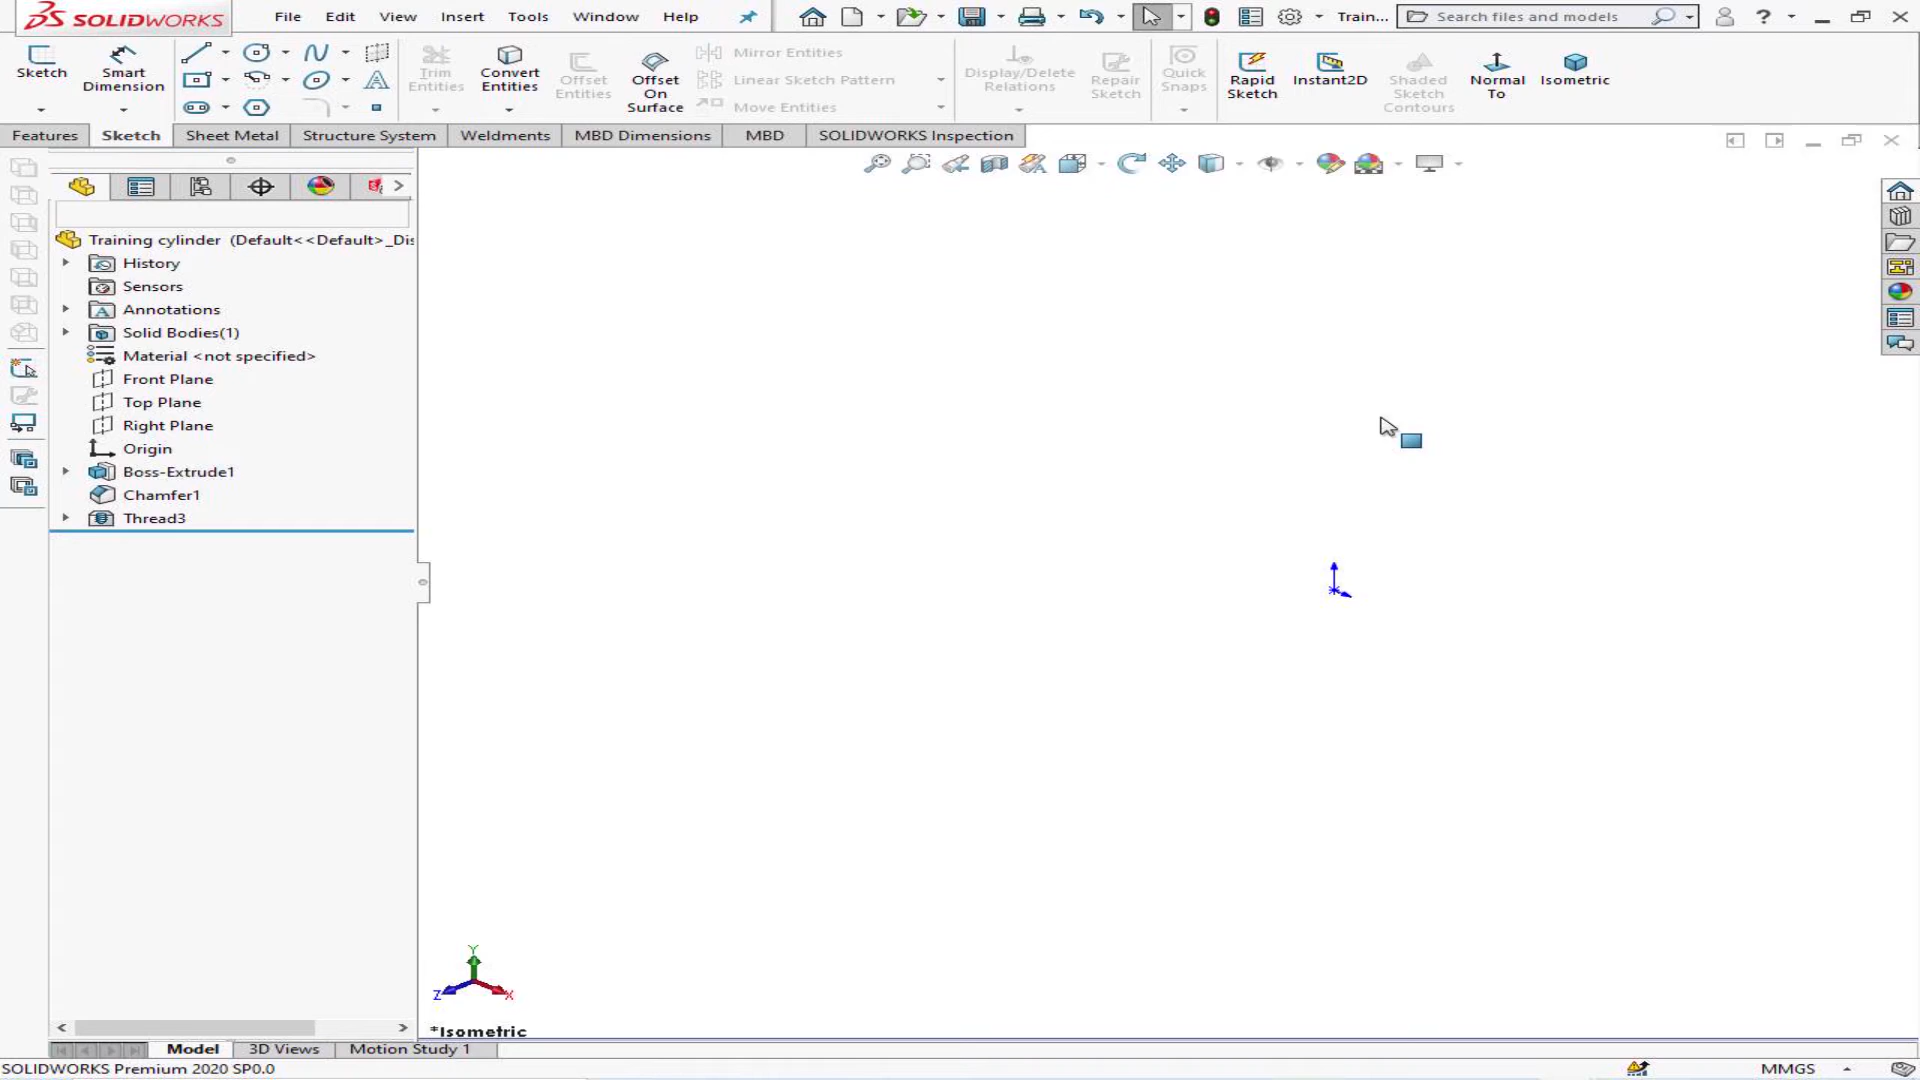 SOLIDWORKS File Edit View Insert Tools Window Help Train... Search files and models ?
Sketch Smart Dimension Trim Entities Convert Entities Offset Entities Offset On Surface Mirror Entities Linear Sketch Pattern Move Entities Display/Delete Relations Repair Sketch Quick Snaps Rapid Sketch Instant2D Shaded Sketch Contours Normal To Isometric
Features Sketch Sheet Metal Structure System Weldments MBD Dimensions MBD SOLIDWORKS Inspection
Training cylinder (Default<<Default>_Dis
History
Sensors
Annotations
Solid Bodies(1)
Material <not specified>
Front Plane
Top Plane
Right Plane
Origin
Boss-Extrude1
Chamfer1
Thread3
Y
Z X
*Isometric
Model 3D Views Motion Study 1
SOLIDWORKS Premium 2020 SP0.0 MMGS